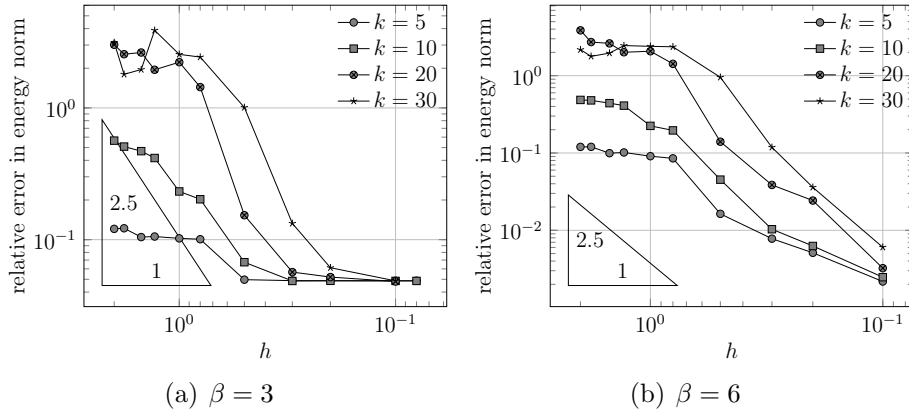 relative error in energy norm
10^0
10^{-1}
2.5
1
k = 5
k = 10
k = 20
k = 30
10^0
10^{-1}
h
(a) β = 3
relative error in energy norm
10^0
10^{-1}
10^{-2}
2.5
1
k = 5
k = 10
k = 20
k = 30
10^0
10^{-1}
h
(b) β = 6